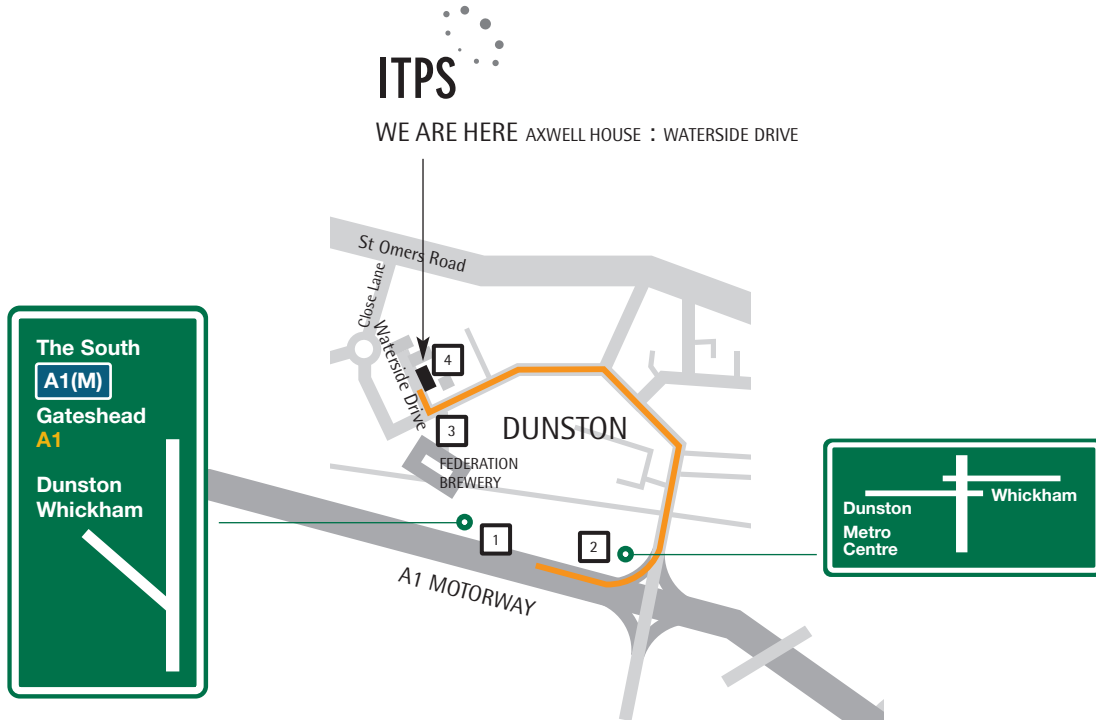 ITPS
WE ARE HERE AXWELL HOUSE : WATERSIDE DRIVE
St Omers Road
Close Lane
Waterside Drive
4
3
DUNSTON
FEDERATION
BREWERY
1
2
A1 MOTORWAY
The South
A1(M)
Gateshead
A1
Dunston
Whickham
Whickham
Dunston
Metro
Centre